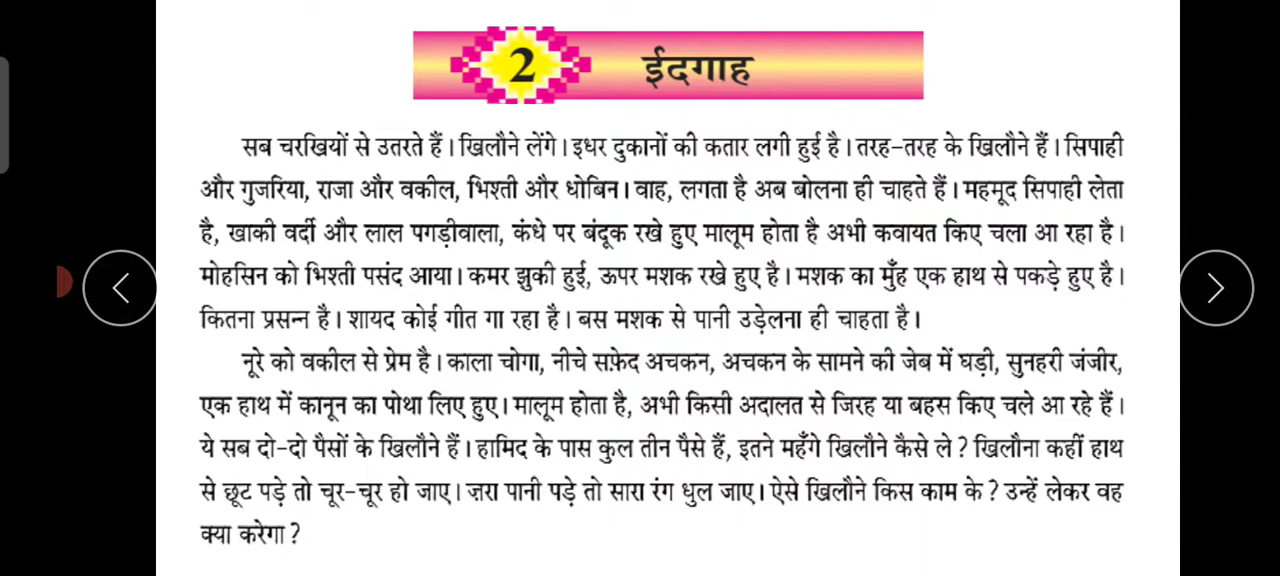 2 ईदगाह
सब चरखियों से उतरते हैं। खिलौने लेंगे। इधर दुकानों की कतार लगी हुई है। तरह-तरह के खिलौने हैं। सिपाही
और गुजरिया, राजा और वकील, भिश्ती और धोबिन। वाह, लगता है अब बोलना ही चाहते हैं। महमूद सिपाही लेता
है, खाकी वर्दी और लाल पगड़ीवाला, कंधे पर बंदूक रखे हुए मालूम होता है अभी कवायत किए चला आ रहा है।
मोहसिन को भिश्ती पसंद आया। कमर झुकी हुई, ऊपर मशक रखे हुए है। मशक का मुँह एक हाथ से पकड़े हुए है।
कितना प्रसन्न है। शायद कोई गीत गा रहा है। बस मशक से पानी उड़ेलना ही चाहता है।
नूरे को वकील से प्रेम है। काला चोगा, नीचे सफ़ेद अचकन, अचकन के सामने की जेब में घड़ी, सुनहरी जंजीर,
एक हाथ में कानून का पोथा लिए हुए। मालूम होता है, अभी किसी अदालत से जिरह या बहस किए चले आ रहे हैं।
ये सब दो-दो पैसों के खिलौने हैं। हामिद के पास कुल तीन पैसे हैं, इतने महँगे खिलौने कैसे ले? खिलौना कहीं हाथ
से छूट पड़े तो चूर-चूर हो जाए। ज़रा पानी पड़े तो सारा रंग धुल जाए। ऐसे खिलौने किस काम के? उन्हें लेकर वह
क्या करेगा?